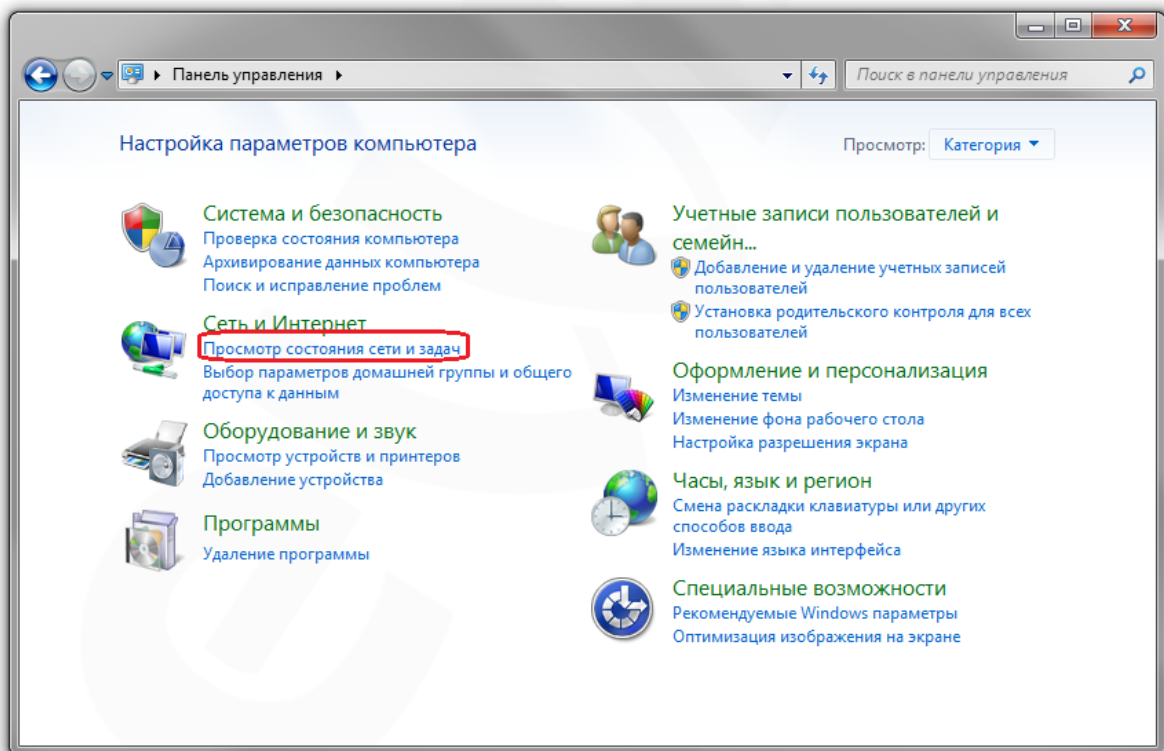 Панель управления
Поиск в панели управления
Настройка параметров компьютера
Просмотр: Категория
Система и безопасность
Проверка состояния компьютера
Архивирование данных компьютера
Поиск и исправление проблем
Сеть и Интернет
Просмотр состояния сети и задач
Выбор параметров домашней группы и общего
доступа к данным
Оборудование и звук
Просмотр устройств и принтеров
Добавление устройства
Программы
Удаление программы
Учетные записи пользователей и
семейн...
Добавление и удаление учетных записей
пользователей
Установка родительского контроля для всех
пользователей
Оформление и персонализация
Изменение темы
Изменение фона рабочего стола
Настройка разрешения экрана
Часы, язык и регион
Смена раскладки клавиатуры или других
способов ввода
Изменение языка интерфейса
Специальные возможности
Рекомендуемые Windows параметры
Оптимизация изображения на экране